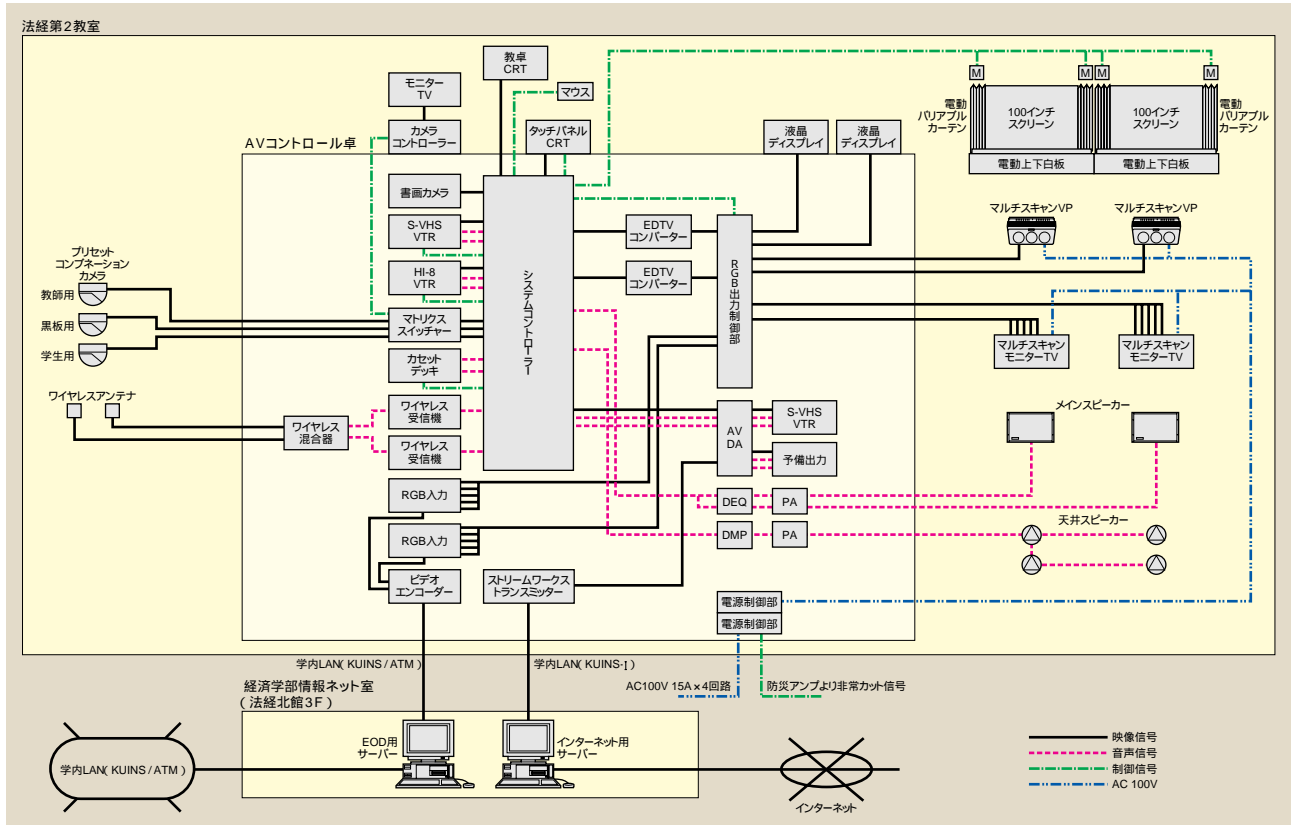 法経第2教室
教卓
CRT
マウス
モニター
TV
カメラ
コントローラー
タッチパネル
CRT
液晶
ディスプレイ
液晶
ディスプレイ
M
M
M
M
電動
バリアブル
カーテン
100インチ
スクリーン
100インチ
スクリーン
電動
バリアブル
カーテン
電動上下白板
電動上下白板
AVコントロール卓
書画カメラ
S-VHS
VTR
HI-8
VTR
マトリクス
スイッチャー
カセット
デッキ
ワイヤレス
受信機
ワイヤレス
受信機
RGB入力
RGB入力
ビデオ
エンコーダー
ストリームワークス
トランスミッター
システムコントローラー
EDTV
コンバーター
EDTV
コンバーター
RGB出力制御部
マルチスキャンVP
マルチスキャンVP
マルチスキャン
モニターTV
マルチスキャン
モニターTV
プリセット
コンプネーション
カメラ
教師用
黒板用
学生用
ワイヤレスアンテナ
ワイヤレス
混合器
AV
DA
S-VHS
VTR
予備出力
DEQ
PA
DMP
PA
メインスピーカー
天井スピーカー
電源制御部
電源制御部
学内LAN( KUINS / ATM )
学内LAN( KUINS-I )
AC100V 15A×4回路
防災アンプより非常カット信号
経済学部情報ネット室
( 法経北館3F )
EOD用
サーバー
インターネット用
サーバー
学内LAN( KUINS / ATM )
インターネット
映像信号
音声信号
制御信号
AC 100V